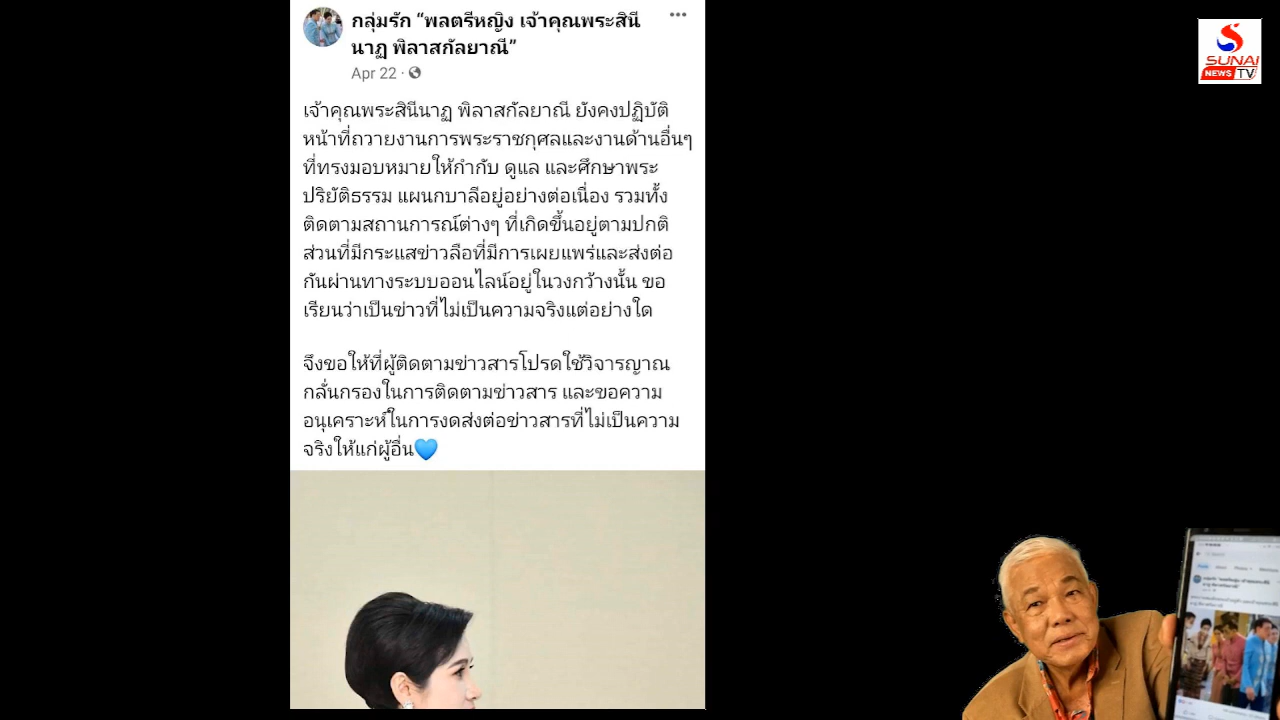 กลุ่มรัก “พลตรีหญิง เจ้าคุณพระสินี
นาฏ พิลาสกัลยาณี”
Apr 22 ·
เจ้าคุณพระสินีนาฏ พิลาสกัลยาณี ยังคงปฏิบัติ
หน้าที่ถวายงานการพระราชกุศลและงานด้านอื่นๆ
ที่ทรงมอบหมายให้กำกับ ดูแล และศึกษาพระ
ปริยัติธรรม แผนกบาลีอยู่อย่างต่อเนื่อง รวมทั้ง
ติดตามสถานการณ์ต่างๆ ที่เกิดขึ้นอยู่ตามปกติ
ส่วนที่มีกระแสข่าวลือที่มีการเผยแพร่และส่งต่อ
กันผ่านทางระบบออนไลน์อยู่ในวงกว้างนั้น ขอ
เรียนว่าเป็นข่าวที่ไม่เป็นความจริงแต่อย่างใด
จึงขอให้ที่ผู้ติดตามข่าวสารโปรดใช้วิจารญาณ
กลั่นกรองในการติดตามข่าวสาร และขอความ
อนุเคราะห์ในการงดส่งต่อข่าวสารที่ไม่เป็นความ
จริงให้แก่ผู้อื่น💙
SUNAI
NEWS TV